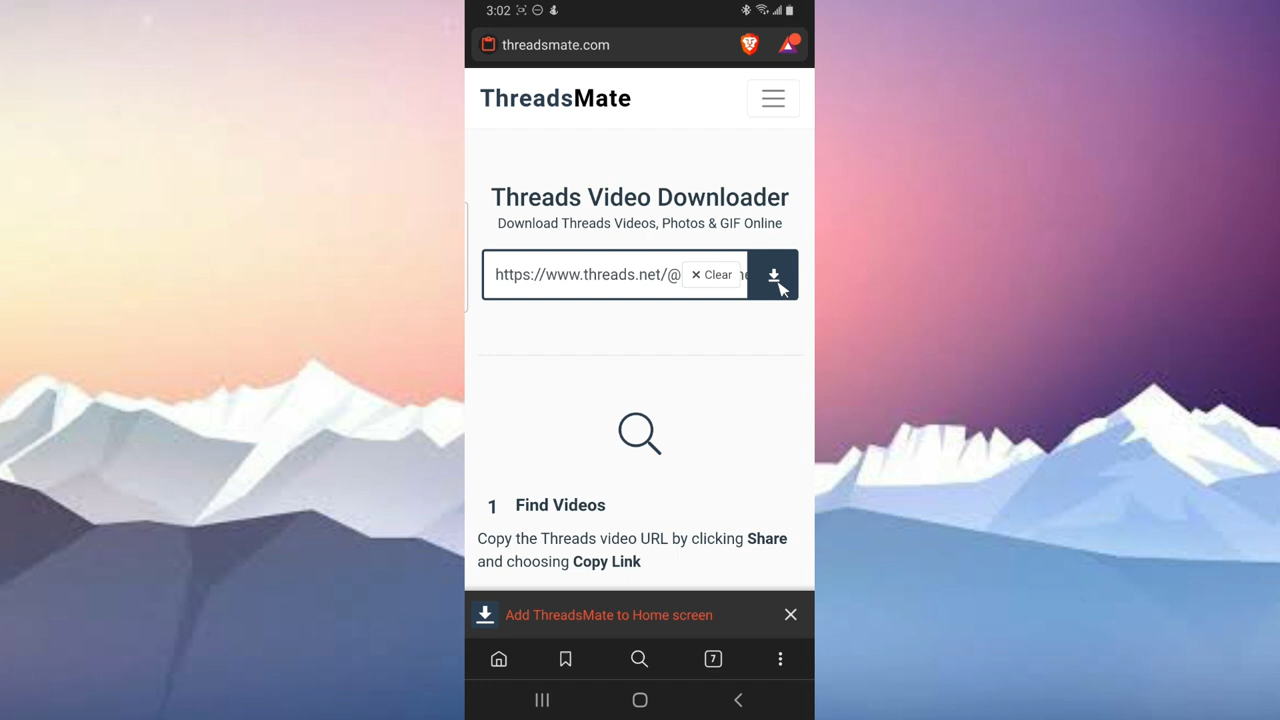 3:02
threadsmate.com
ThreadsMate
Threads Video Downloader
Download Threads Videos, Photos & GIF Online
https://www.threads.net/@
Clear
1 Find Videos
Copy the Threads video URL by clicking Share
and choosing Copy Link
Add ThreadsMate to Home screen
7